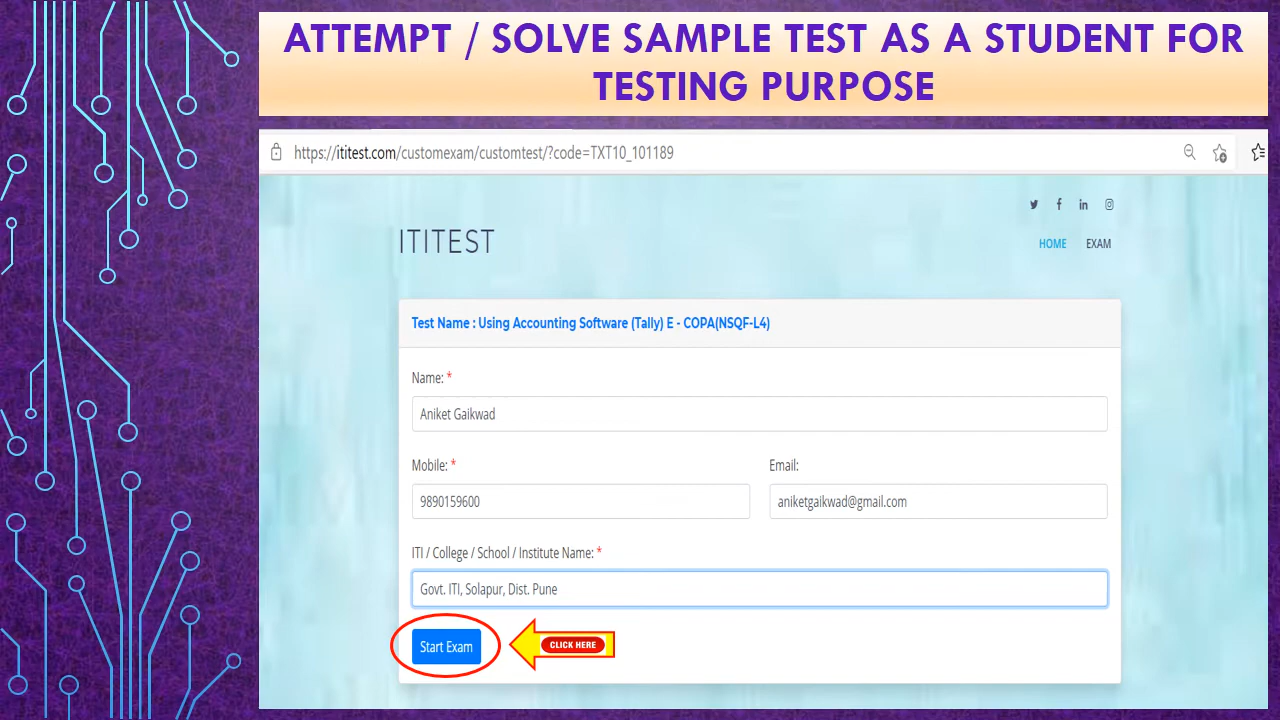 ATTEMPT / SOLVE SAMPLE TEST AS A STUDENT FOR
TESTING PURPOSE
https://ititest.com/customexam/customtest/?code=TXT10_101189
ITITEST
HOME EXAM
Test Name : Using Accounting Software (Tally) E - COPA(NSQF-L4)
Name: *
Aniket Gaikwad
Mobile: * Email:
9890159600 aniketgaikwad@gmail.com
ITI / College / School / Institute Name: *
Govt. ITI, Solapur, Dist. Pune
Start Exam CLICK HERE